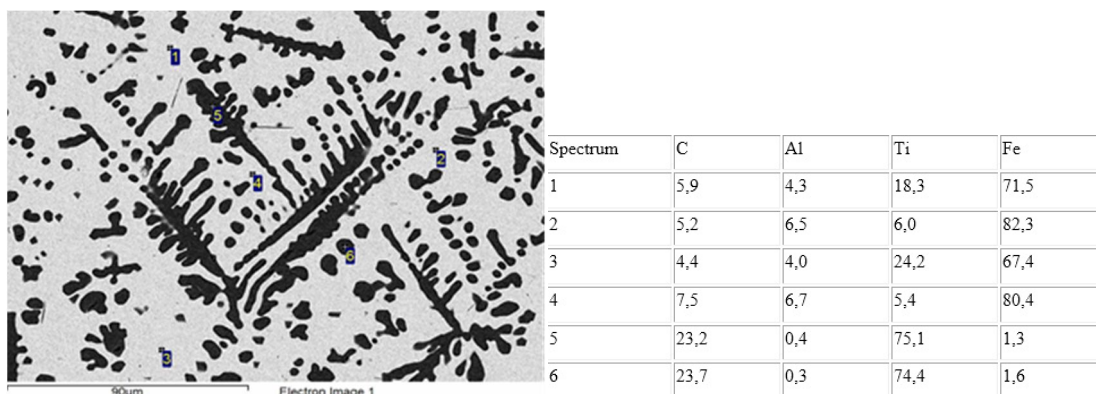 1
5
2
4
6
3
90µm
Electron Image 1
Spectrum C Al Ti Fe
1 5,9 4,3 18,3 71,5
2 5,2 6,5 6,0 82,3
3 4,4 4,0 24,2 67,4
4 7,5 6,7 5,4 80,4
5 23,2 0,4 75,1 1,3
6 23,7 0,3 74,4 1,6